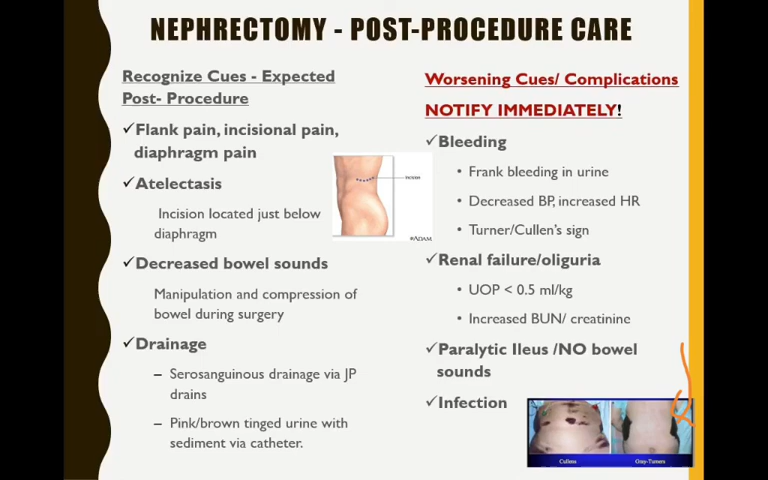 NEPHRECTOMY - POST-PROCEDURE CARE
Recognize Cues - Expected
Post- Procedure
✓Flank pain, incisional pain,
diaphragm pain
✓Atelectasis
Incision located just below
diaphragm
✓Decreased bowel sounds
Manipulation and compression of
bowel during surgery
✓Drainage
– Serosanguinous drainage via JP
drains
– Pink/brown tinged urine with
sediment via catheter.
✱ADAM
Worsening Cues/ Complications
NOTIFY IMMEDIATELY!
✓Bleeding
• Frank bleeding in urine
• Decreased BP, increased HR
• Turner/Cullen's sign
✓Renal failure/oliguria
• UOP < 0.5 ml/kg
• Increased BUN/ creatinine
✓Paralytic Ileus /NO bowel
sounds
✓Infection
Cullens
Gray-Turners